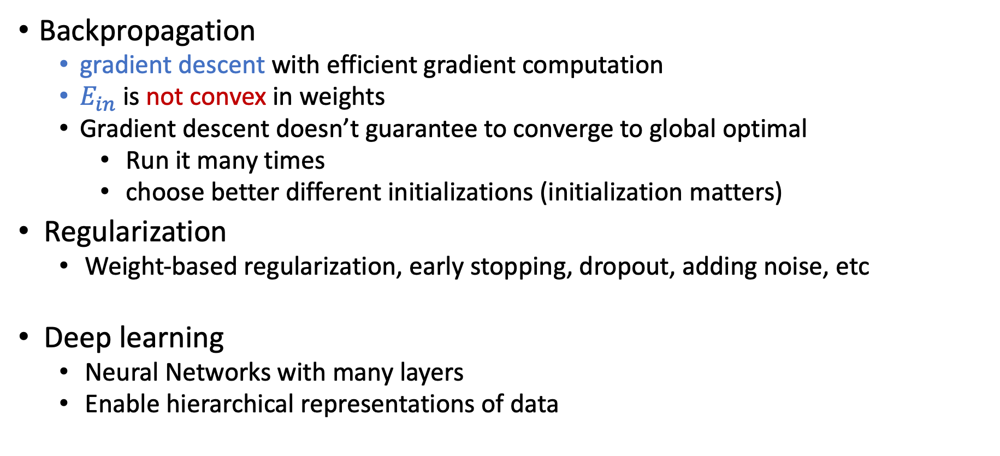 • Backpropagation
• gradient descent with efficient gradient computation
• E_in is not convex in weights
• Gradient descent doesn’t guarantee to converge to global optimal
• Run it many times
• choose better different initializations (initialization matters)
• Regularization
• Weight-based regularization, early stopping, dropout, adding noise, etc
• Deep learning
• Neural Networks with many layers
• Enable hierarchical representations of data